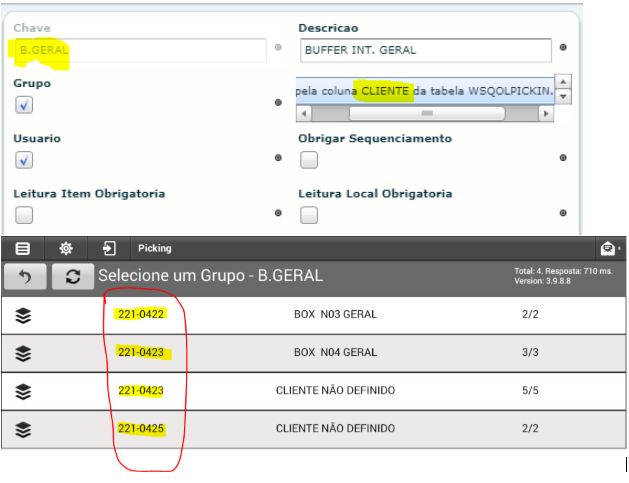 Chave
Descricao
B.GERAL
BUFFER INT. GERAL
Grupo
pela coluna CLIENTE da tabela WSQOLPICKIN.
Usuario
Obrigar Sequenciamento
Leitura Item Obrigatoria
Leitura Local Obrigatoria
Picking
Selecione um Grupo - B.GERAL
Total: 4. Resposta: 710 ms.
Version: 3.9.8.8
221-0422 BOX N03 GERAL 2/2
221-0423 BOX N04 GERAL 3/3
221-0423 CLIENTE NÃO DEFINIDO 5/5
221-0425 CLIENTE NÃO DEFINIDO 2/2